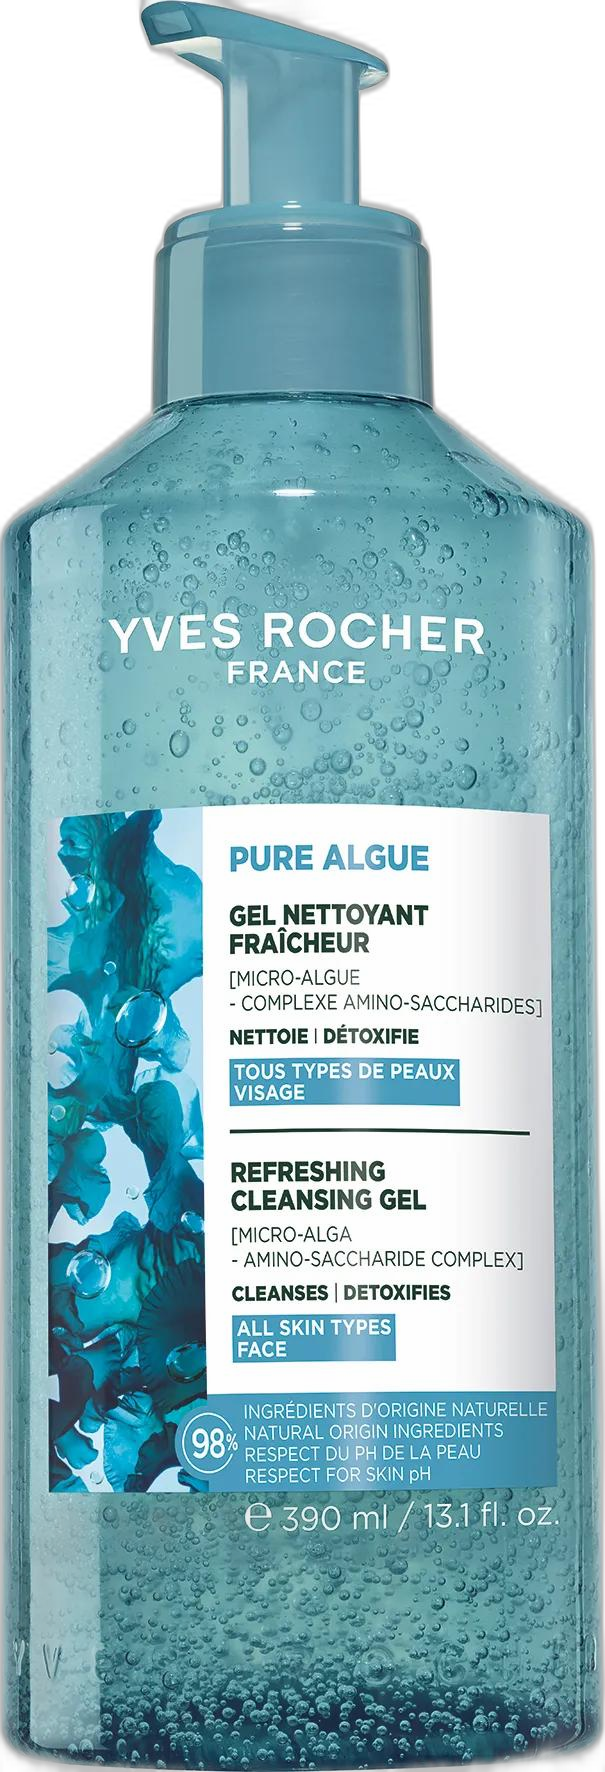 YVES ROCHER
FRANCE
PURE ALGUE
GEL NETTOYANT
FRAÎCHEUR
[MICRO-ALGUE
- COMPLEXE AMINO-SACCHARIDES]
NETTOIE | DÉTOXIFIE
TOUS TYPES DE PEAUX
VISAGE
REFRESHING
CLEANSING GEL
[MICRO-ALGA
- AMINO-SACCHARIDE COMPLEX]
CLEANSES | DETOXIFIES
ALL SKIN TYPES
FACE
98%
INGRÉDIENTS D'ORIGINE NATURELLE
NATURAL ORIGIN INGREDIENTS
RESPECT DU PH DE LA PEAU
RESPECT FOR SKIN pH
℮ 390 ml / 13.1 fl. oz.